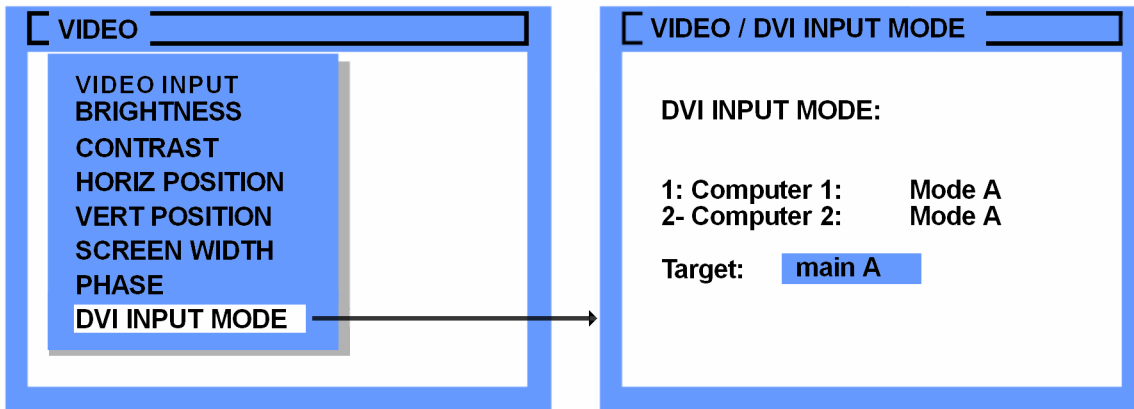 VIDEO
VIDEO INPUT
BRIGHTNESS
CONTRAST
HORIZ POSITION
VERT POSITION
SCREEN WIDTH
PHASE
DVI INPUT MODE
VIDEO / DVI INPUT MODE
DVI INPUT MODE:
1: Computer 1: Mode A
2- Computer 2: Mode A
Target: main A